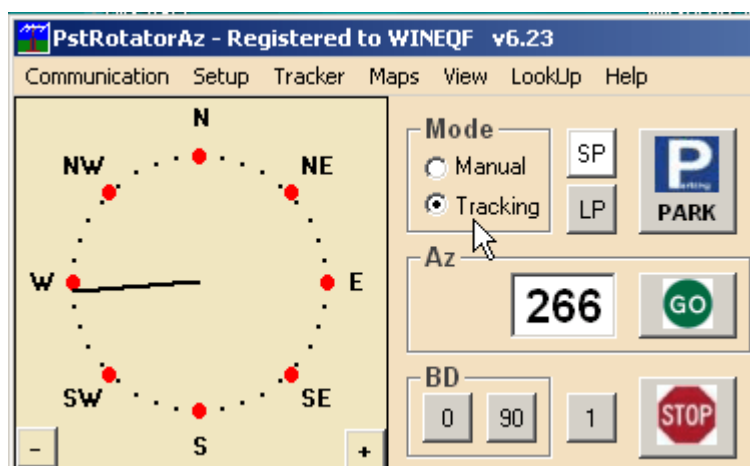 PstRotatorAz - Registered to WINEQF v6.23
Communication Setup Tracker Maps View LookUp Help
N
NW
NE
W
E
SW
SE
S
-
+
Mode
Manual
Tracking
SP
LP
P
PARK
Az
266
GO
BD
0
90
1
STOP